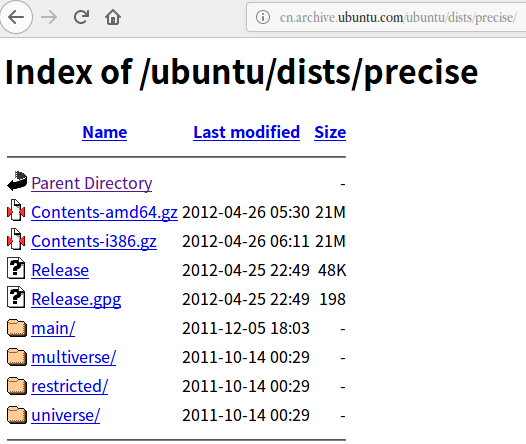 cn.archive.ubuntu.com/ubuntu/dists/precise/
Index of /ubuntu/dists/precise
Name Last modified Size
Parent Directory -
Contents-amd64.gz 2012-04-26 05:30 21M
Contents-i386.gz 2012-04-26 06:11 21M
Release 2012-04-25 22:49 48K
Release.gpg 2012-04-25 22:49 198
main/ 2011-12-05 18:03 -
multiverse/ 2011-10-14 00:29 -
restricted/ 2011-10-14 00:29 -
universe/ 2011-10-14 00:29 -